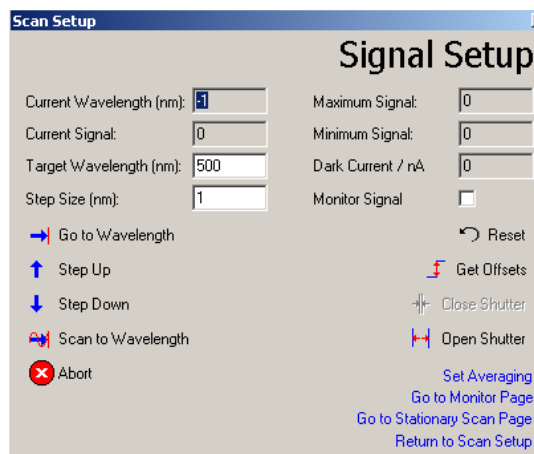 Scan Setup
Signal Setup
Current Wavelength (nm): -1
Maximum Signal: 0
Current Signal: 0
Minimum Signal: 0
Target Wavelength (nm): 500
Dark Current / nA 0
Step Size (nm): 1
Monitor Signal
Go to Wavelength
Reset
Step Up
Get Offsets
Step Down
Close Shutter
Scan to Wavelength
Open Shutter
Abort
Set Averaging
Go to Monitor Page
Go to Stationary Scan Page
Return to Scan Setup